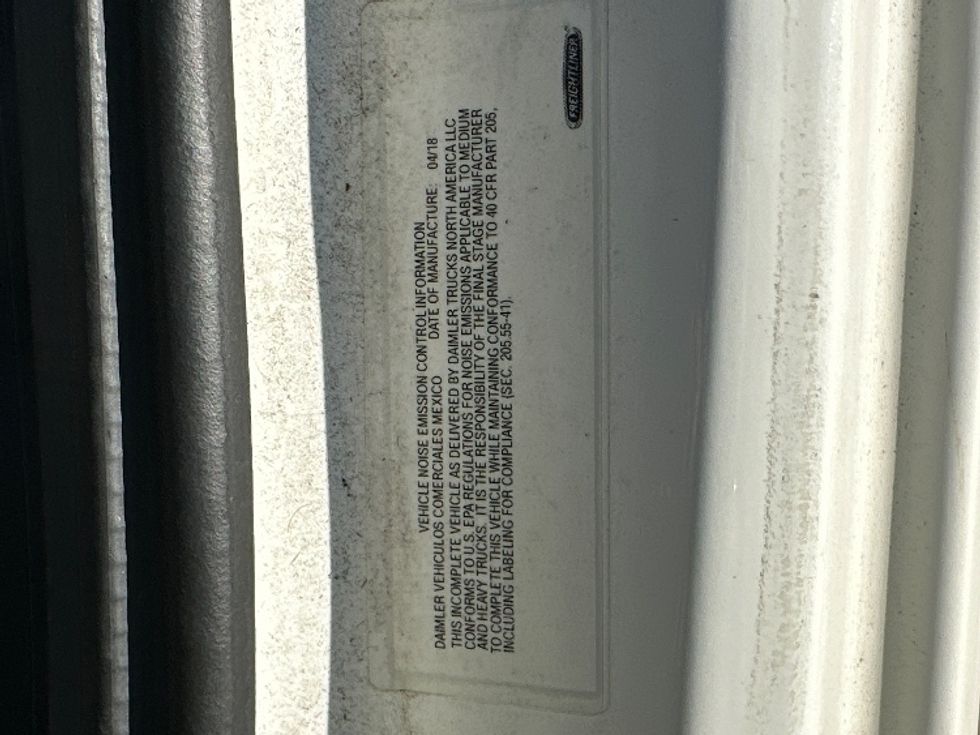 VEHICLE NOISE EMISSION CONTROL INFORMATION
DAIMLER VEHICULOS COMERCIALES MEXICO DATE OF MANUFACTURE: 04/18
THIS INCOMPLETE VEHICLE AS DELIVERED BY DAIMLER TRUCKS NORTH AMERICA LLC
CONFORMS TO U.S. EPA REGULATIONS FOR NOISE EMISSIONS APPLICABLE TO MEDIUM
AND HEAVY TRUCKS. IT IS THE RESPONSIBILITY OF THE FINAL STAGE MANUFACTURER
TO COMPLETE THIS VEHICLE WHILE MAINTAINING CONFORMANCE TO 40 CFR PART 205,
INCLUDING LABELING FOR COMPLIANCE (SEC. 205.55-41).
FREIGHTLINER